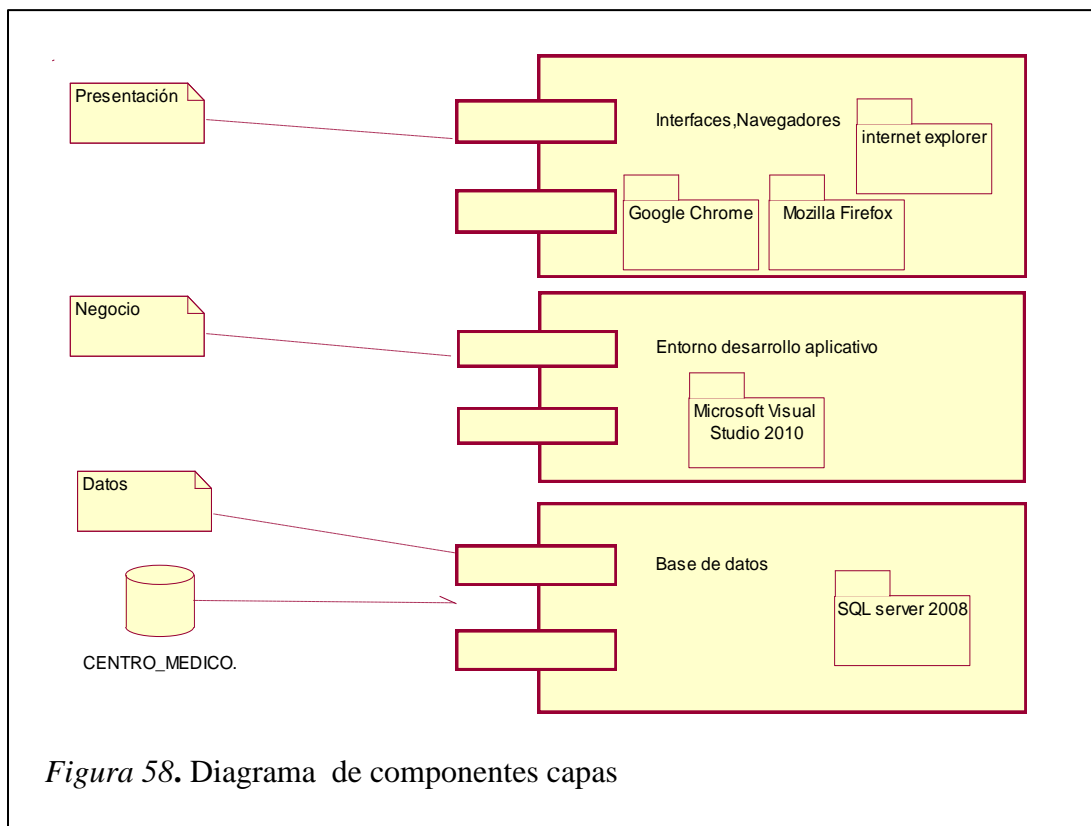 Presentación
Interfaces,Navegadores
internet explorer
Google Chrome
Mozilla Firefox
Negocio
Entorno desarrollo aplicativo
Microsoft Visual
Studio 2010
Datos
Base de datos
SQL server 2008
CENTRO_MEDICO.
Figura 58. Diagrama de componentes capas